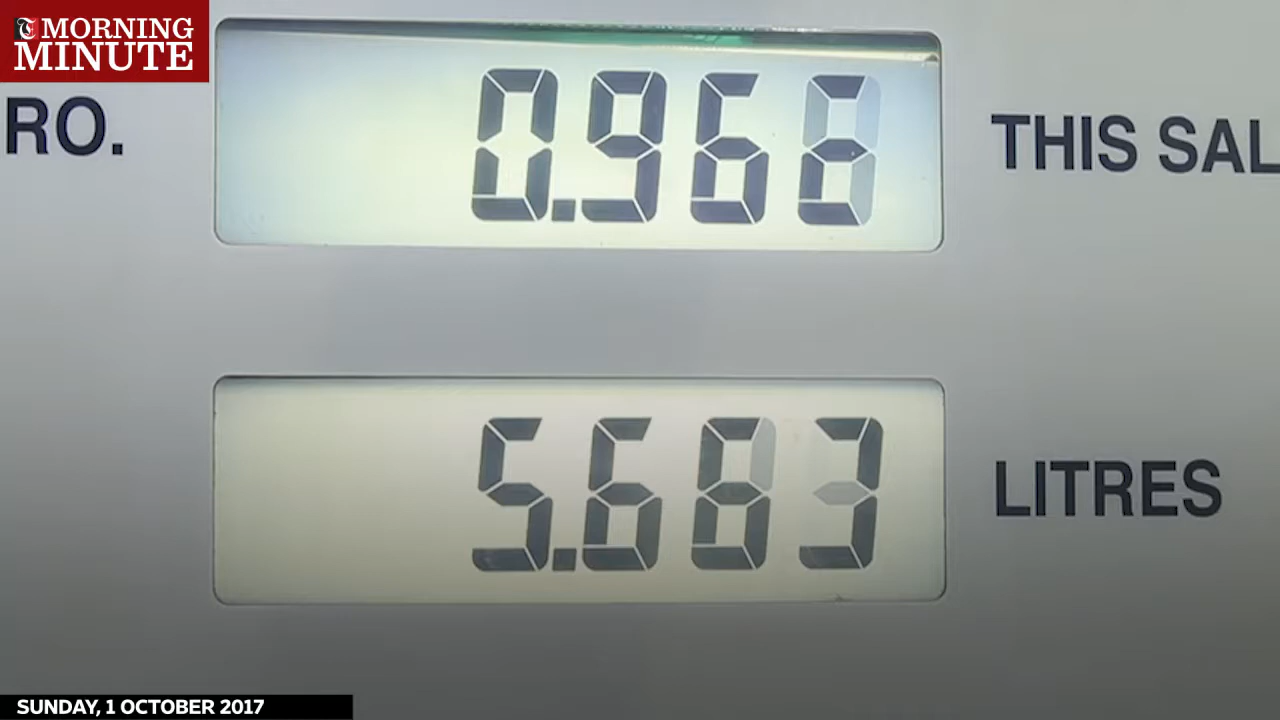 MORNING
MINUTE
RO.
0.968
THIS SAL
5.683
LITRES
SUNDAY, 1 OCTOBER 2017